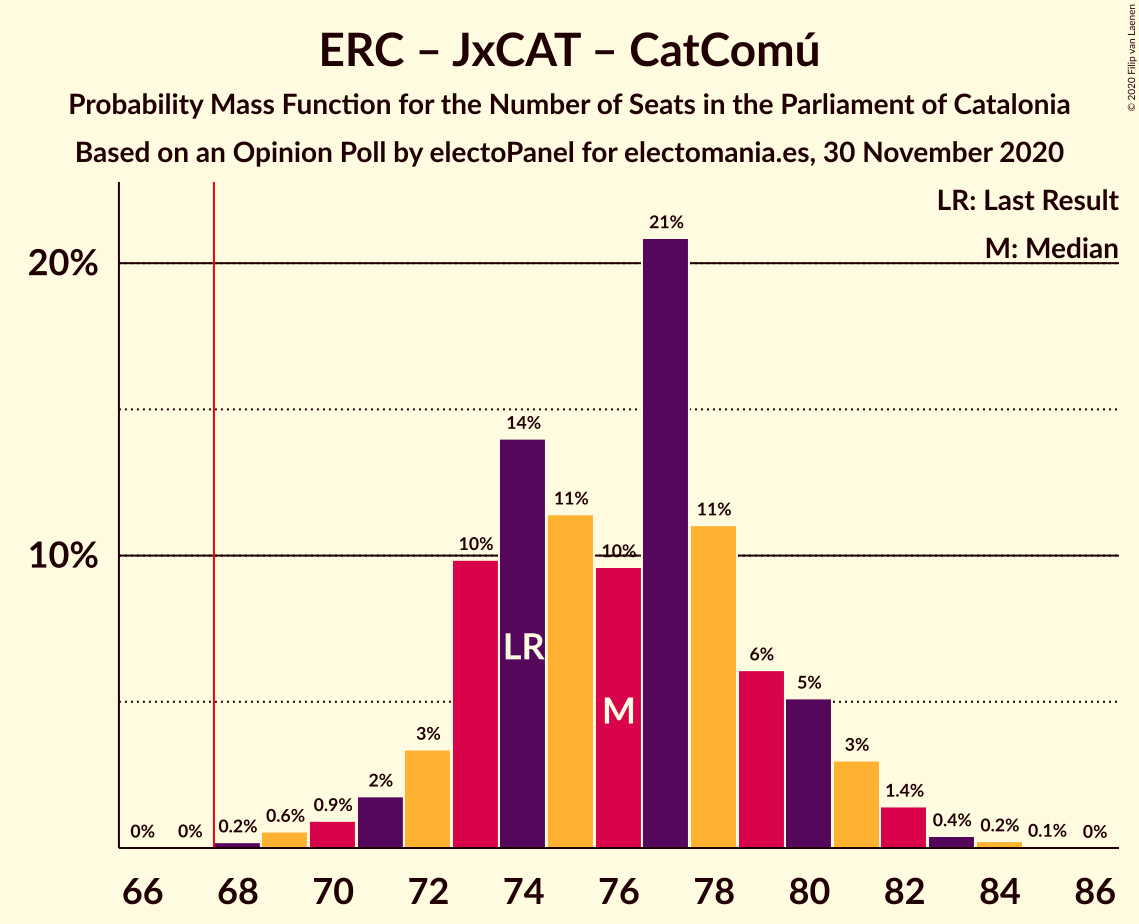 ERC – JxCAT – CatComú
Probability Mass Function for the Number of Seats in the Parliament of Catalonia
Based on an Opinion Poll by electoPanel for electomania.es, 30 November 2020
© 2020 Filip van Laenen
LR: Last Result
M: Median
20%
10%
0%
0%
0.2%
0.6%
0.9%
2%
3%
10%
14%
11%
10%
21%
11%
6%
5%
3%
1.4%
0.4%
0.2%
0.1%
0%
LR
M
66 68 70 72 74 76 78 80 82 84 86